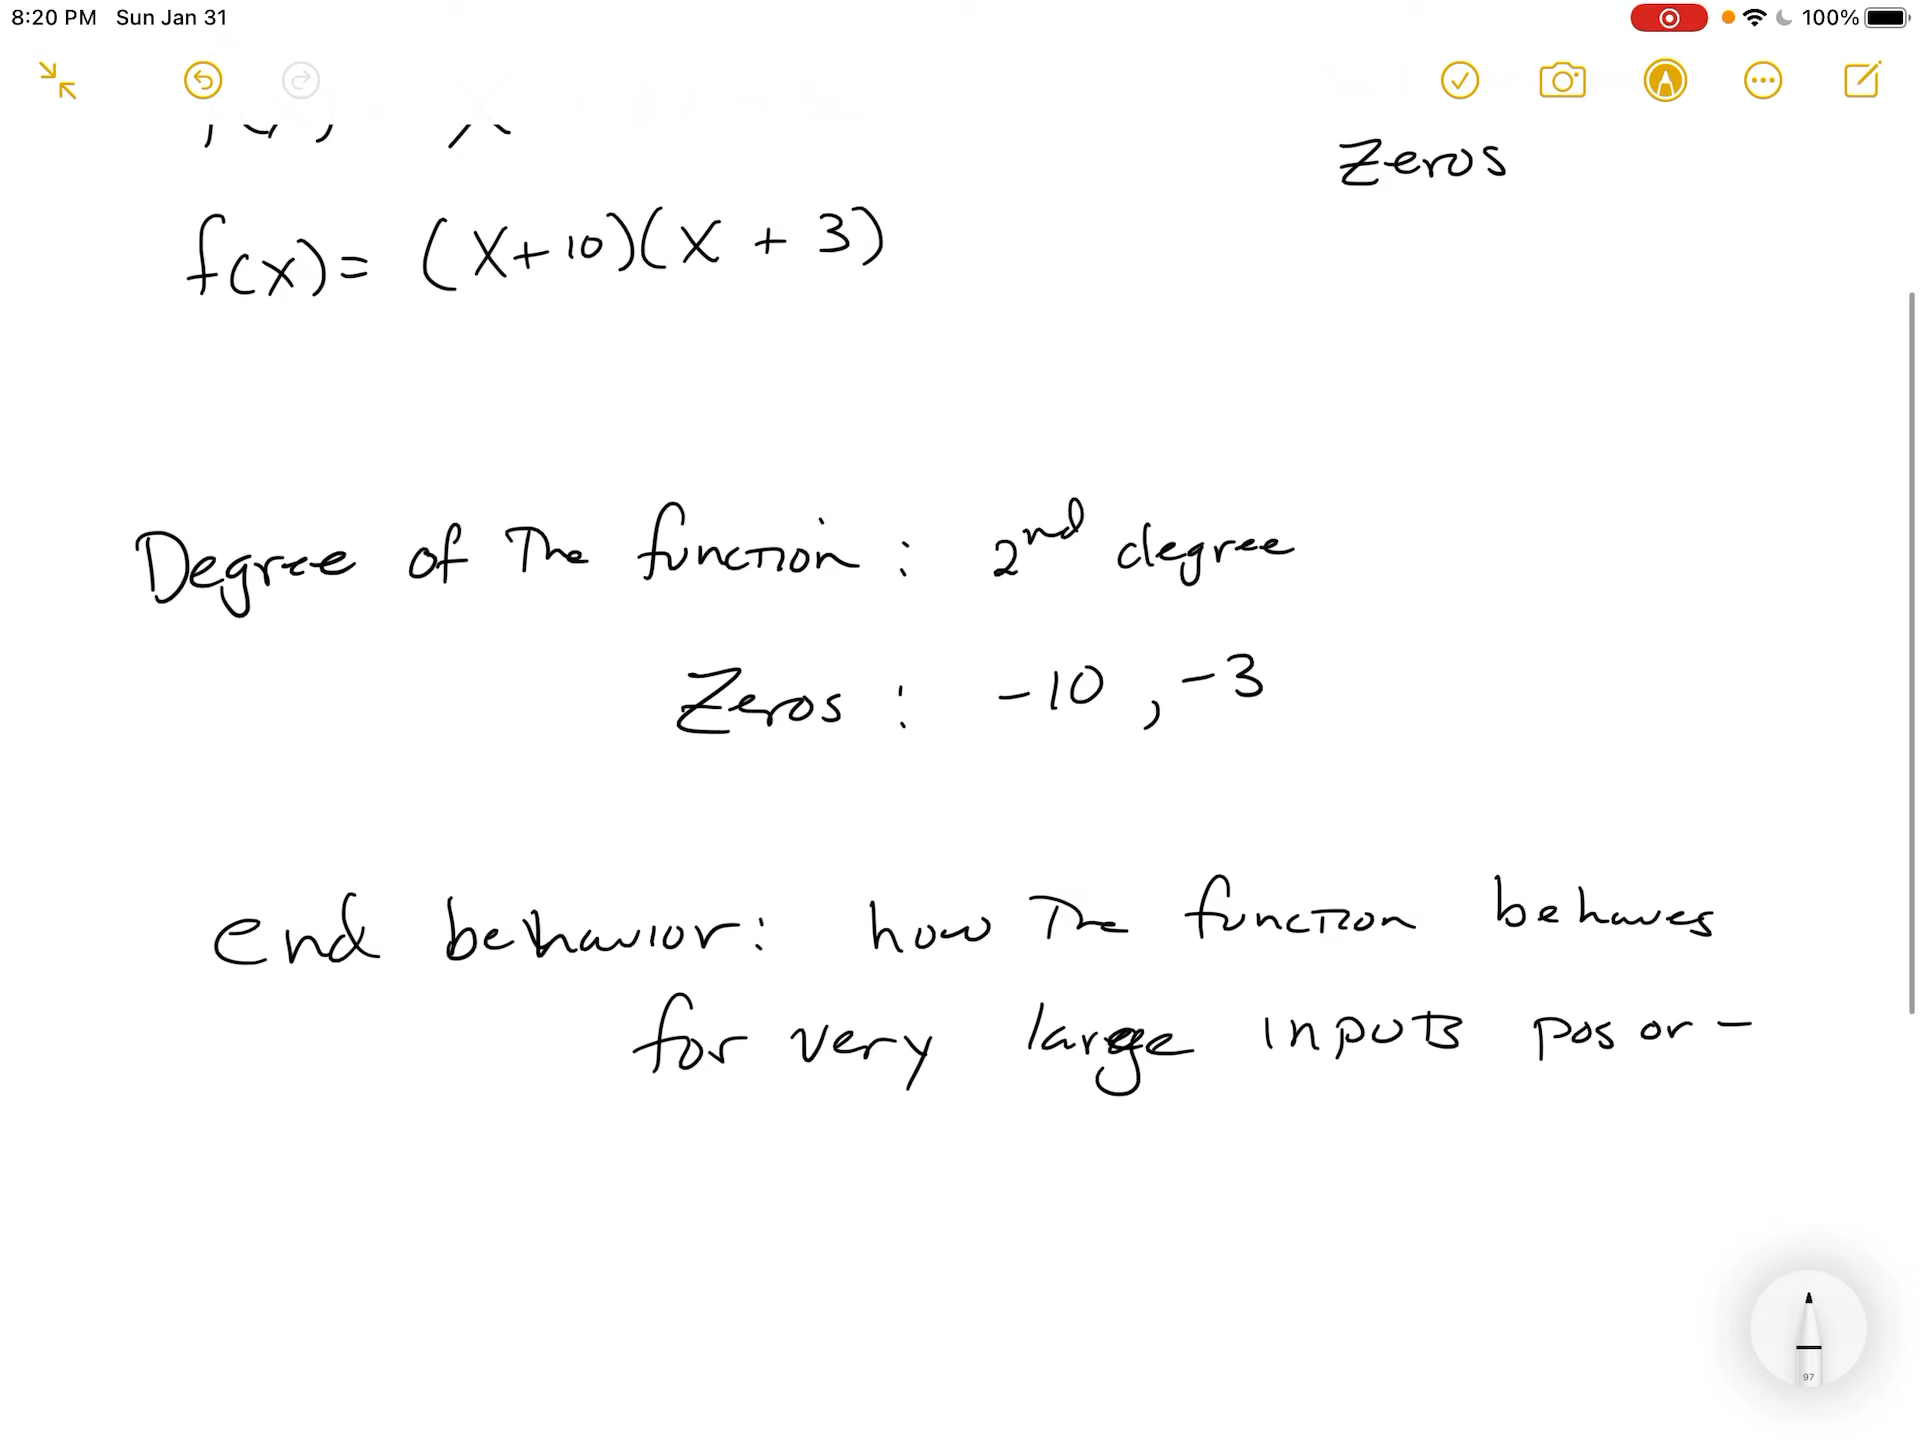 8:20 PM Sun Jan 31
100%
Zeros
f(x) = (x+10)(x + 3)
Degree of The function : 2nd degree
Zeros : -10 , -3
end behavior: how The function behaves
for very large inputs pos or -
97